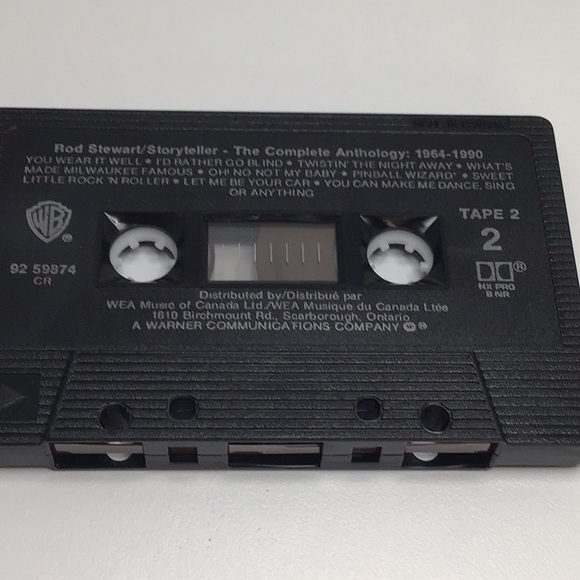 Rod Stewart/Storyteller - The Complete Anthology: 1964-1990
YOU WEAR IT WELL • I'D RATHER GO BLIND • TWISTIN' THE NIGHT AWAY • WHAT'S
MADE MILWAUKEE FAMOUS • OH! NO NOT MY BABY • PINBALL WIZARD' • SWEET
LITTLE ROCK 'N ROLLER • LET ME BE YOUR CAR • YOU CAN MAKE ME DANCE, SING
OR ANYTHING
WB ®
TAPE 2
2
92 59874
CR
DD®
HX PRO
B NR
Distributed by/Distribué par
WEA Music of Canada Ltd./WEA Musique du Canada Ltée
1810 Birchmount Rd., Scarborough, Ontario
A WARNER COMMUNICATIONS COMPANY